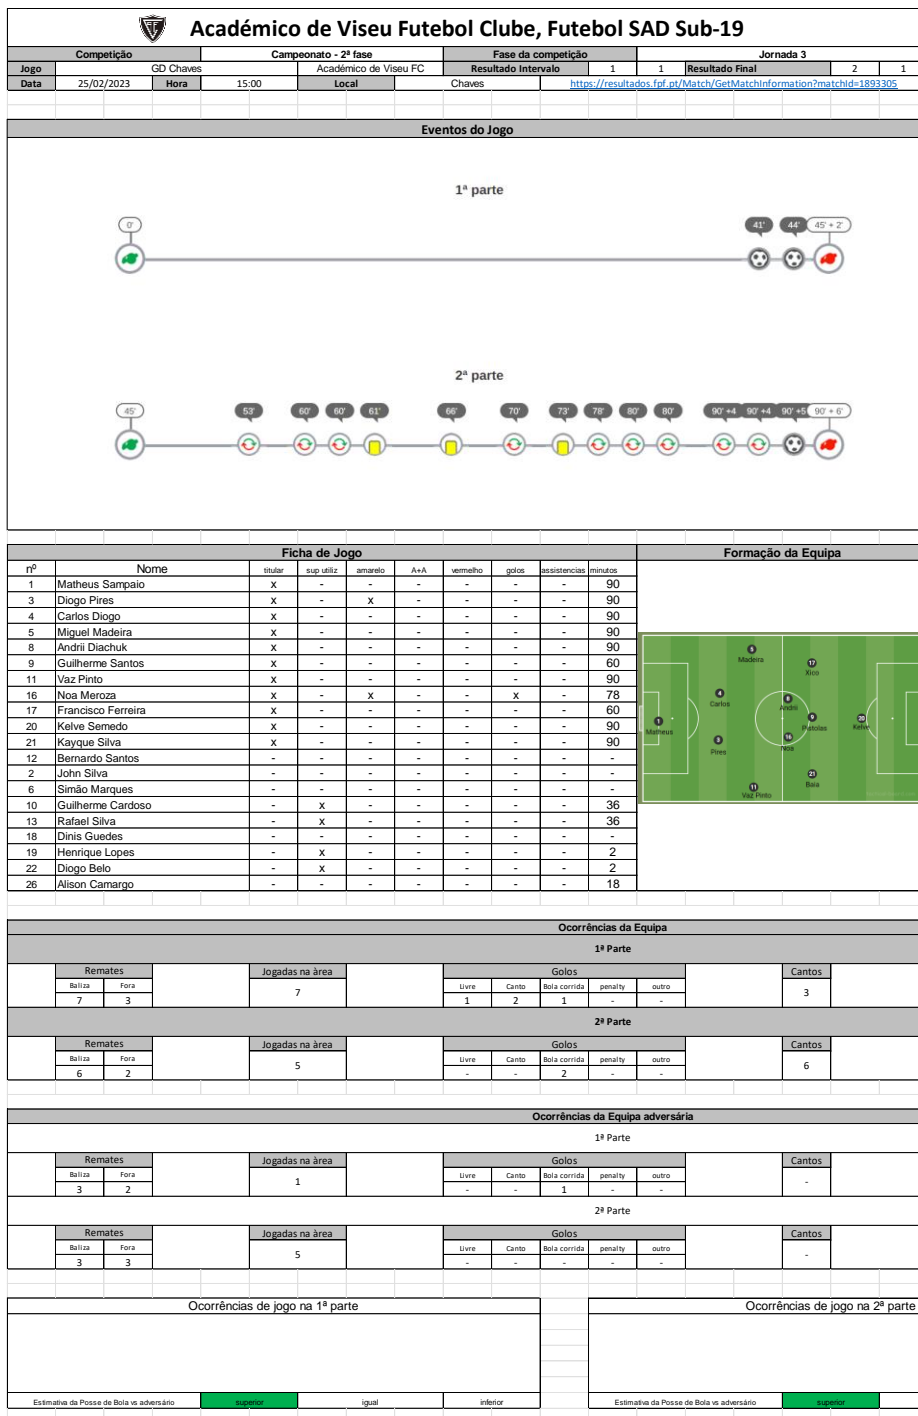 Académico de Viseu Futebol Clube, Futebol SAD Sub-19
Competição Campeonato - 2ª fase Fase da competição Jornada 3
Jogo GD Chaves Académico de Viseu FC Resultado Intervalo 1 1 Resultado Final 2 1
Data 25/02/2023 Hora 15:00 Local Chaves https://resultados.fpf.pt/Match/GetMatchInformation?matchId=1893305
Eventos do Jogo
1ª parte
0' 41' 44' 45' + 2'
2ª parte
45' 53' 60' 60' 61' 66' 70' 73' 78' 80' 80' 90' +4 90' +4 90' +5 90' + 6'
Ficha de Jogo Formação da Equipa
nº Nome titular sup utiliz amarelo A+A vermelho golos assistencias minutos
1 Matheus Sampaio x - - - - - - 90
3 Diogo Pires x - x - - - - 90
4 Carlos Diogo x - - - - - - 90
5 Miguel Madeira x - - - - - - 90
8 Andrii Diachuk x - - - - - - 90
9 Guilherme Santos x - - - - - - 60
11 Vaz Pinto x - - - - - - 90
16 Noa Meroza x - x - - x - 78
17 Francisco Ferreira x - - - - - - 60
20 Kelve Semedo x - - - - - - 90
21 Kayque Silva x - - - - - - 90
12 Bernardo Santos - - - - - - - -
2 John Silva - - - - - - - -
6 Simão Marques - - - - - - - -
10 Guilherme Cardoso - x - - - - - 36
13 Rafael Silva - x - - - - - 36
18 Dinis Guedes - - - - - - - -
19 Henrique Lopes - x - - - - - 2
22 Diogo Belo - x - - - - - 2
26 Alison Camargo - - - - - - - 18
5 Madeira
17 Xico
4 Carlos
8 Andrii
1 Matheus
9 Pistolas
20 Kelve
3 Pires
16 Noa
21 Baia
11 Vaz Pinto
Ocorrências da Equipa
1ª Parte
Remates Jogadas na àrea Golos Cantos
Baliza Fora 7 Livre Canto Bola corrida penalty outro 3
7 3 1 2 1 - -
2ª Parte
Remates Jogadas na àrea Golos Cantos
Baliza Fora 5 Livre Canto Bola corrida penalty outro 6
6 2 - - 2 - -
Ocorrências da Equipa adversária
1ª Parte
Remates Jogadas na àrea Golos Cantos
Baliza Fora 1 Livre Canto Bola corrida penalty outro -
3 2 - - 1 - -
2ª Parte
Remates Jogadas na àrea Golos Cantos
Baliza Fora 5 Livre Canto Bola corrida penalty outro -
3 3 - - - - -
Ocorrências de jogo na 1ª parte Ocorrências de jogo na 2ª parte
Estimativa da Posse de Bola vs adversário superior igual inferior Estimativa da Posse de Bola vs adversário superior